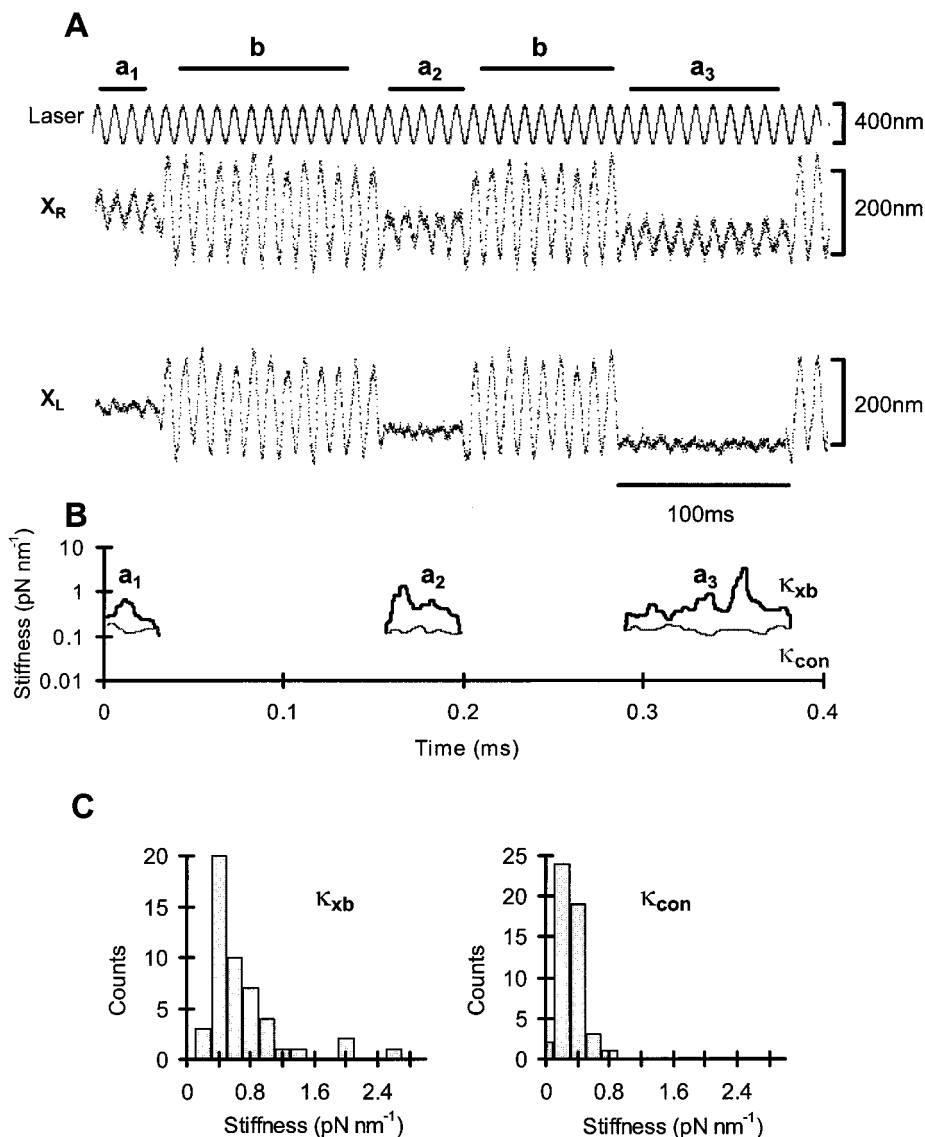 A
b b
a1 a2 a3
Laser 400nm
XR 200nm
XL 200nm
100ms
B
Stiffness (pN nm-1)
10
1
0.1
0.01
a1 a2 a3
κxb
κcon
0 0.1 0.2 0.3 0.4
Time (ms)
C
Counts
20
15
10
5
0
κxb
0 0.8 1.6 2.4
Stiffness (pN nm-1)
Counts
25
20
15
10
5
0
κcon
0 0.8 1.6 2.4
Stiffness (pN nm-1)